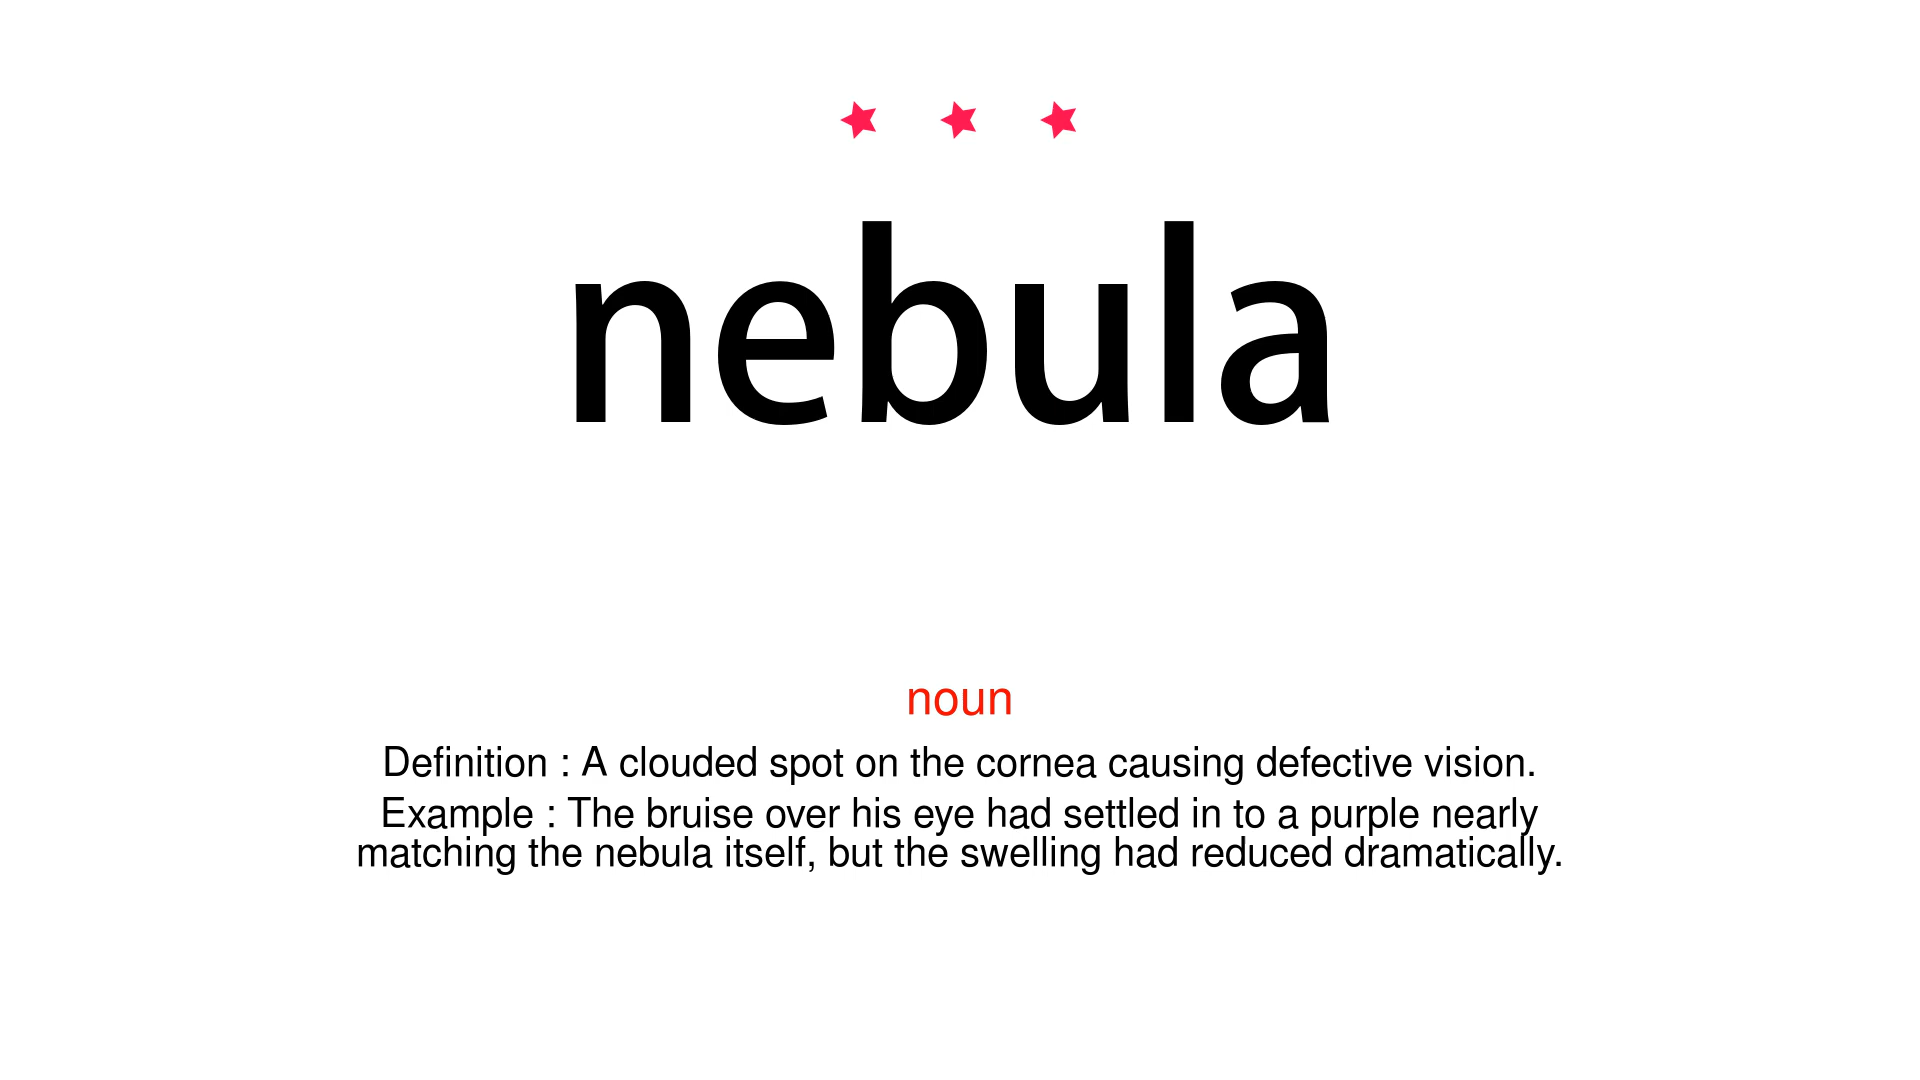 nebula
noun
Definition : A clouded spot on the cornea causing defective vision.
Example : The bruise over his eye had settled in to a purple nearly
matching the nebula itself, but the swelling had reduced dramatically.